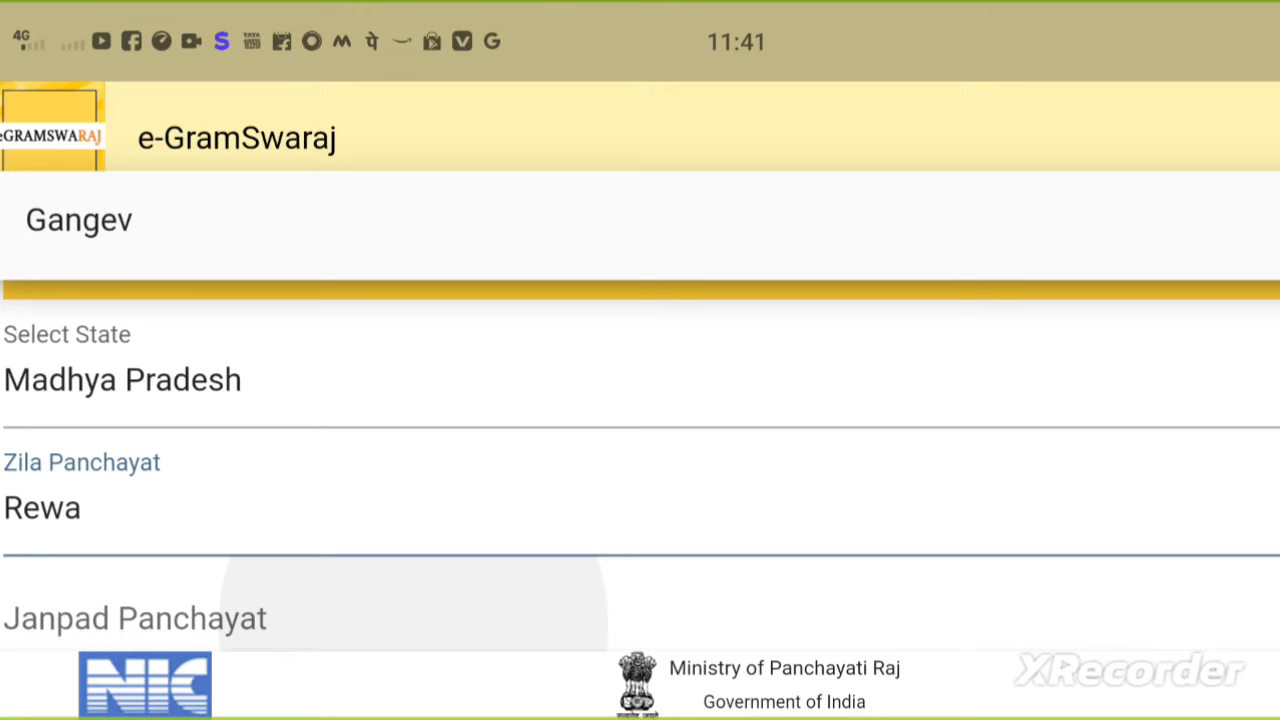 4G
11:41
eGRAMSWARAJ
e-GramSwaraj
Gangev
Select State
Madhya Pradesh
Zila Panchayat
Rewa
Janpad Panchayat
NIC
Ministry of Panchayati Raj
Government of India
XRecorder